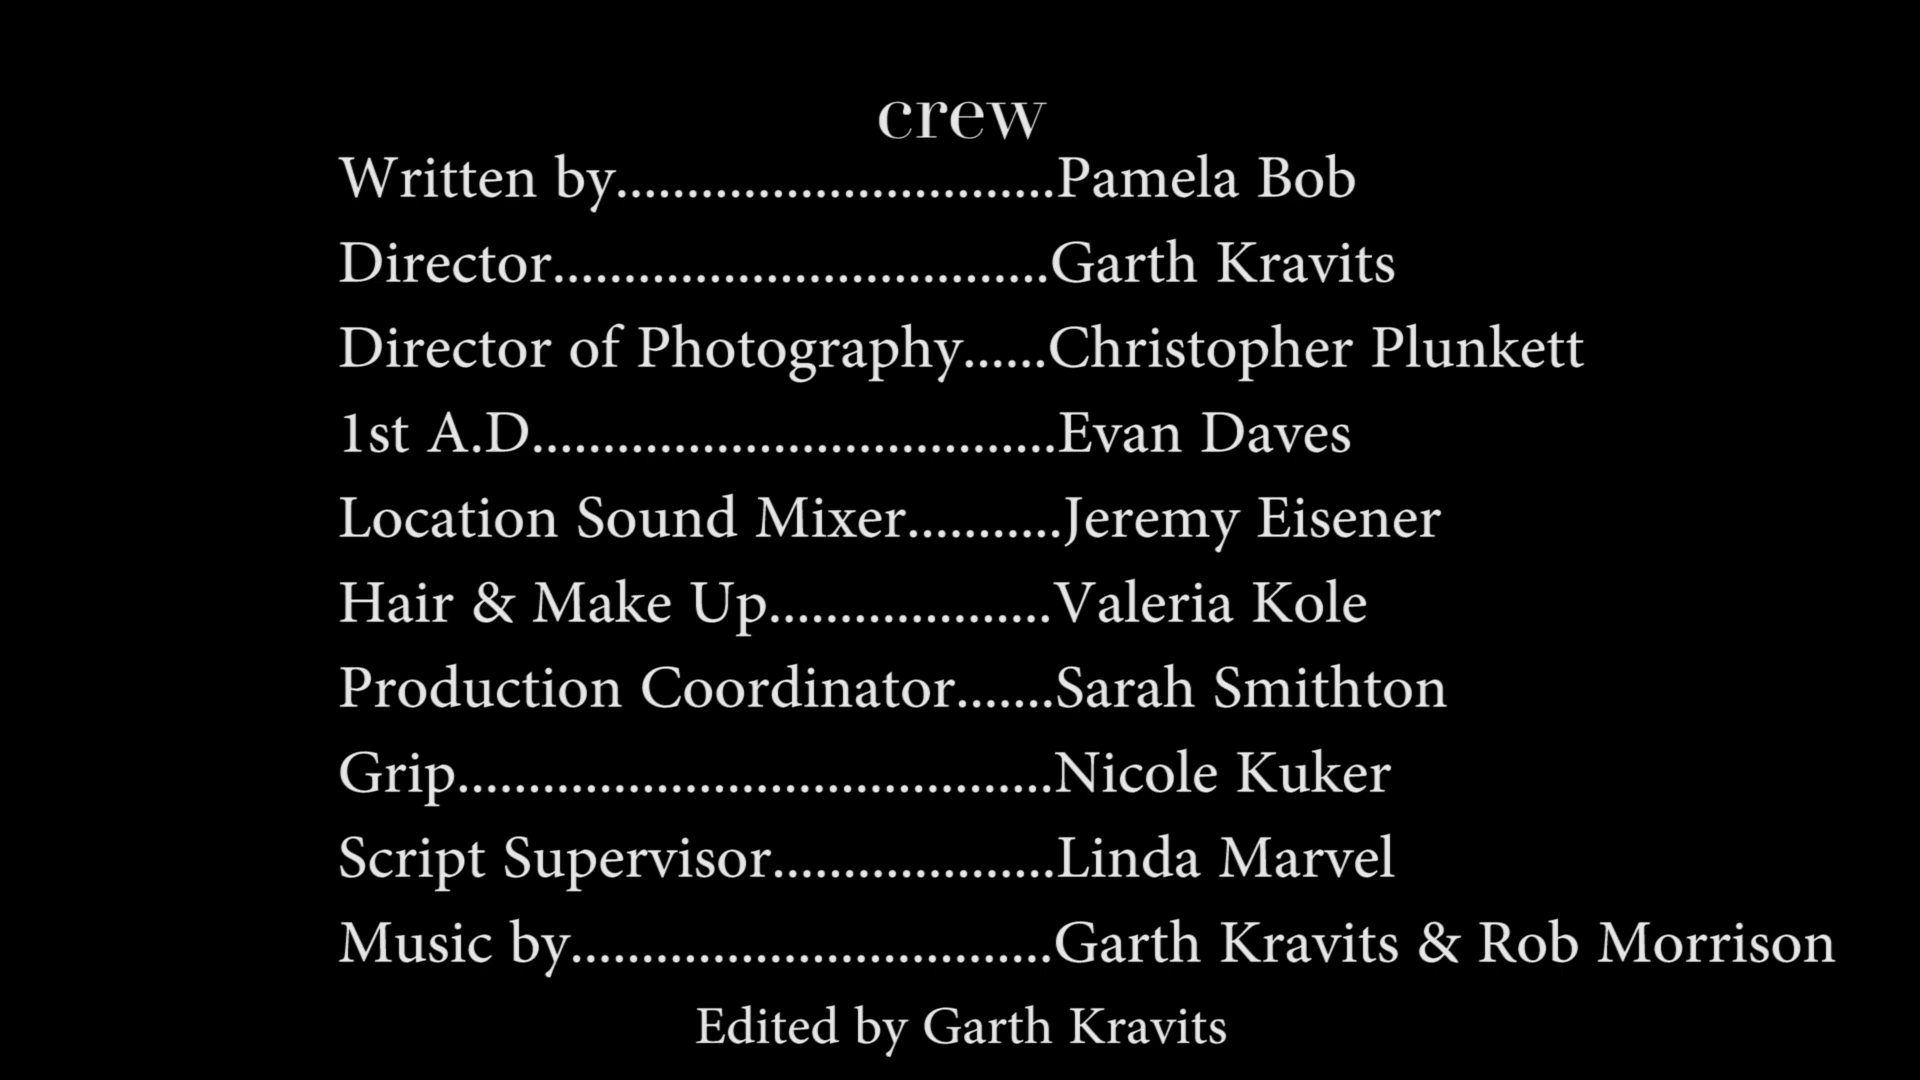 crew
Written by...............................Pamela Bob
Director...................................Garth Kravits
Director of Photography......Christopher Plunkett
1st A.D.....................................Evan Daves
Location Sound Mixer...........Jeremy Eisener
Hair & Make Up....................Valeria Kole
Production Coordinator.......Sarah Smithton
Grip..........................................Nicole Kuker
Script Supervisor....................Linda Marvel
Music by..................................Garth Kravits & Rob Morrison
Edited by Garth Kravits